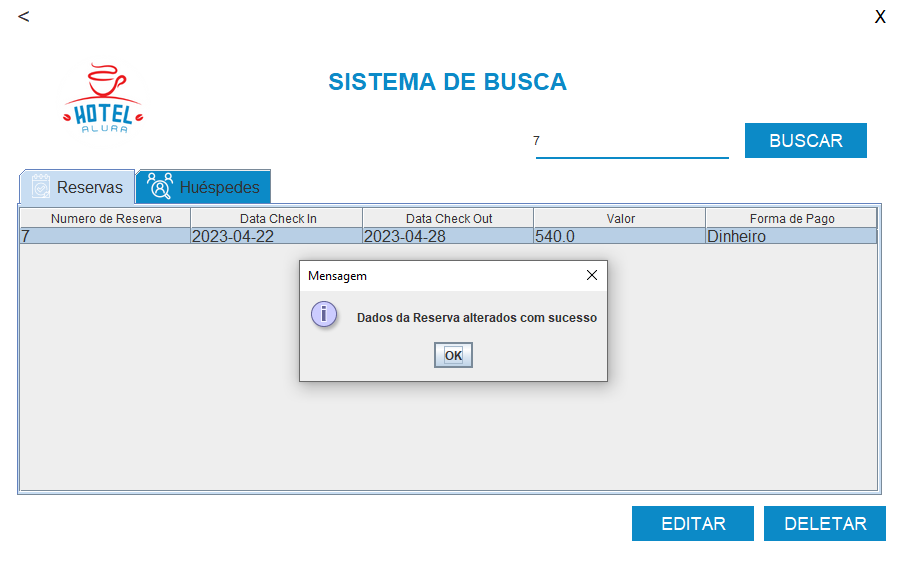 <
X
HOTEL
ALURA
SISTEMA DE BUSCA
7
BUSCAR
Reservas
Huéspedes
Numero de Reserva Data Check In Data Check Out Valor Forma de Pago
7 2023-04-22 2023-04-28 540.0 Dinheiro
Mensagem
i
Dados da Reserva alterados com sucesso
OK
EDITAR
DELETAR